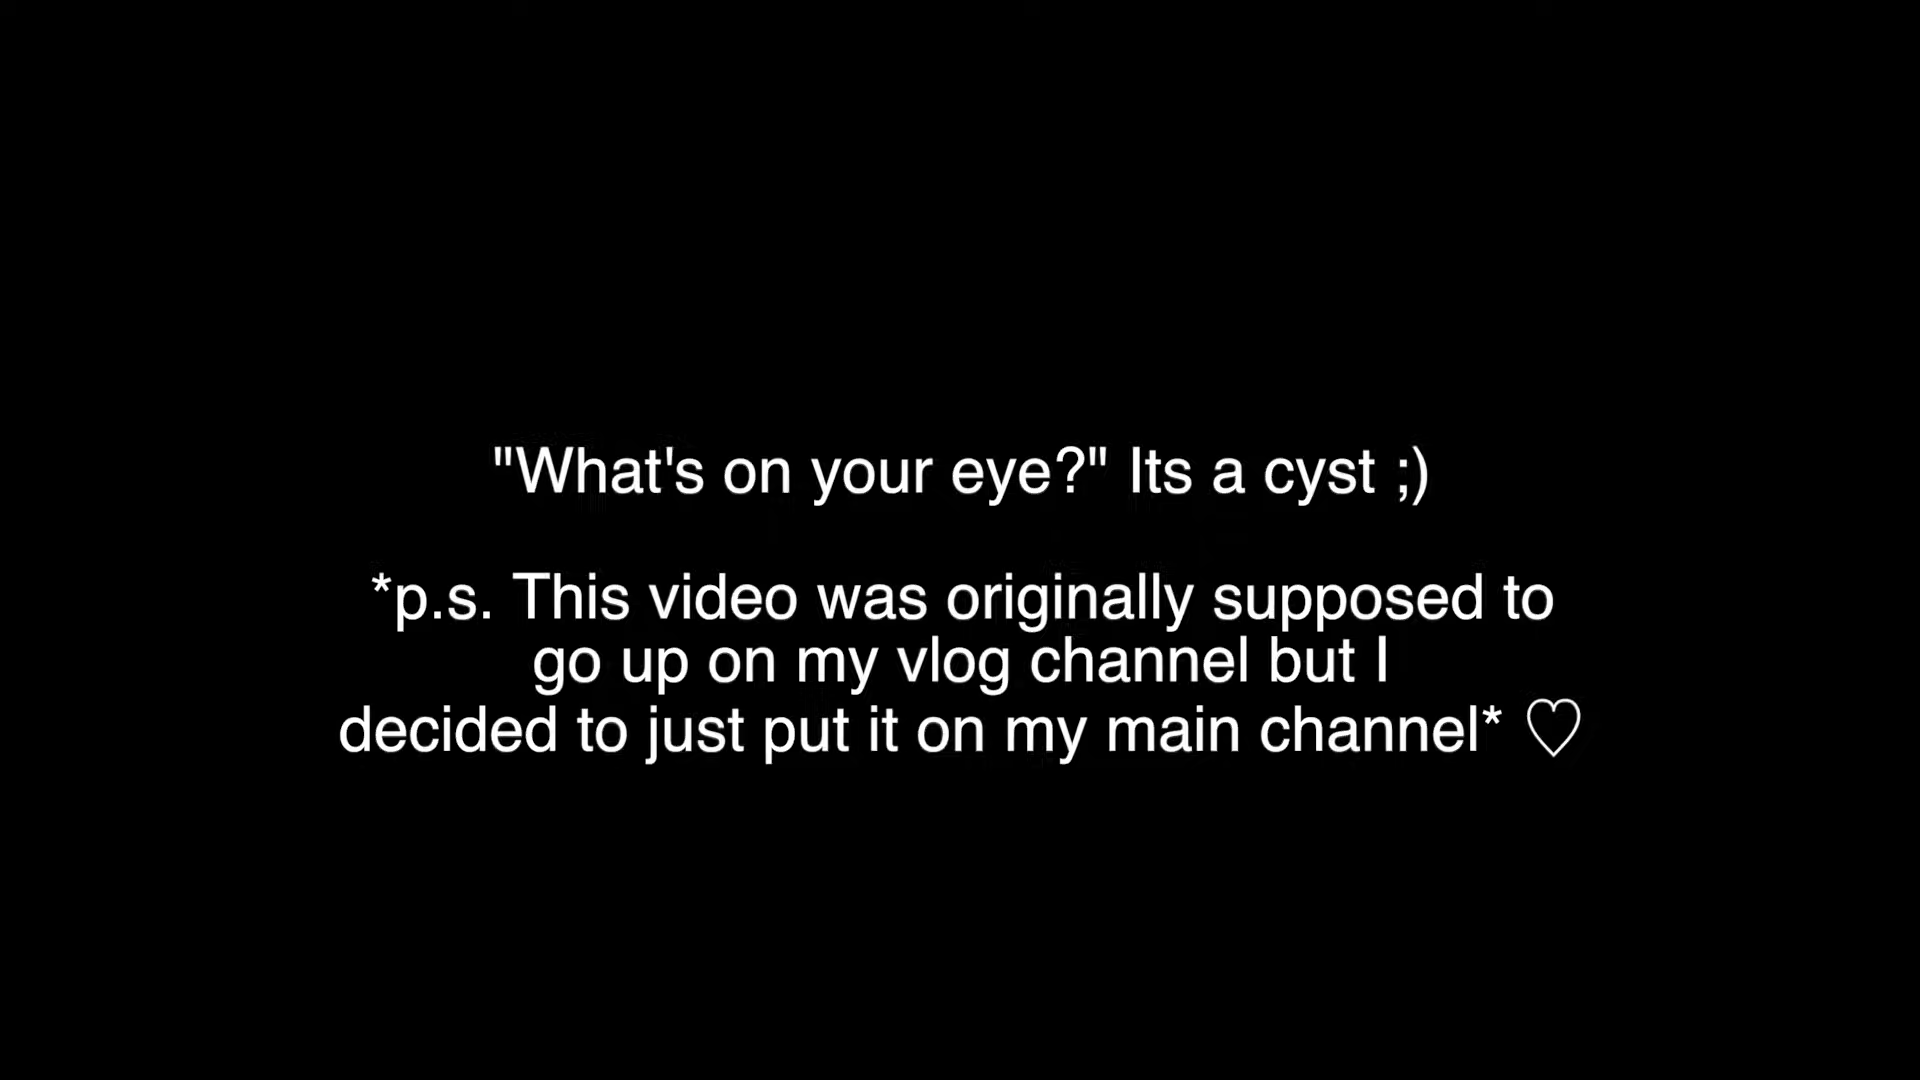 "What's on your eye?" Its a cyst ;)
*p.s. This video was originally supposed to
go up on my vlog channel but I
decided to just put it on my main channel* ♡